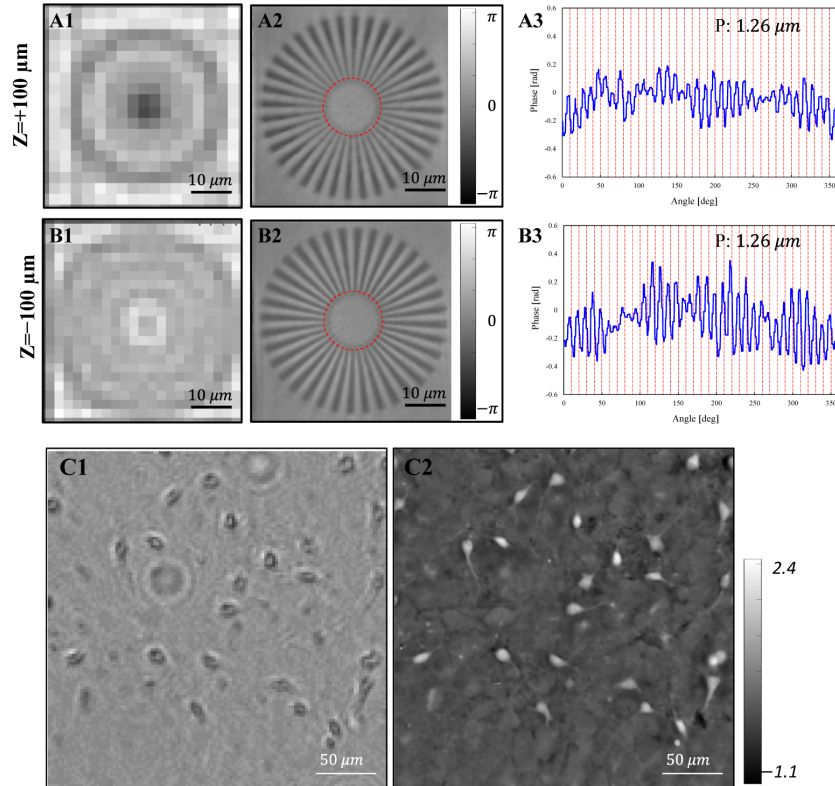 Z=+100 µm
A1
10 µm
A2
10 µm
π
0
−π
A3
P: 1.26 µm
0.6
0.4
0.2
0
-0.2
-0.4
-0.6
Phase [rad]
0
50
100
150
200
250
300
350
Angle [deg]
Z=−100 µm
B1
10 µm
B2
10 µm
π
0
−π
B3
P: 1.26 µm
0.6
0.4
0.2
0
-0.2
-0.4
-0.6
Phase [rad]
0
50
100
150
200
250
300
350
Angle [deg]
C1
50 µm
C2
50 µm
2.4
−1.1